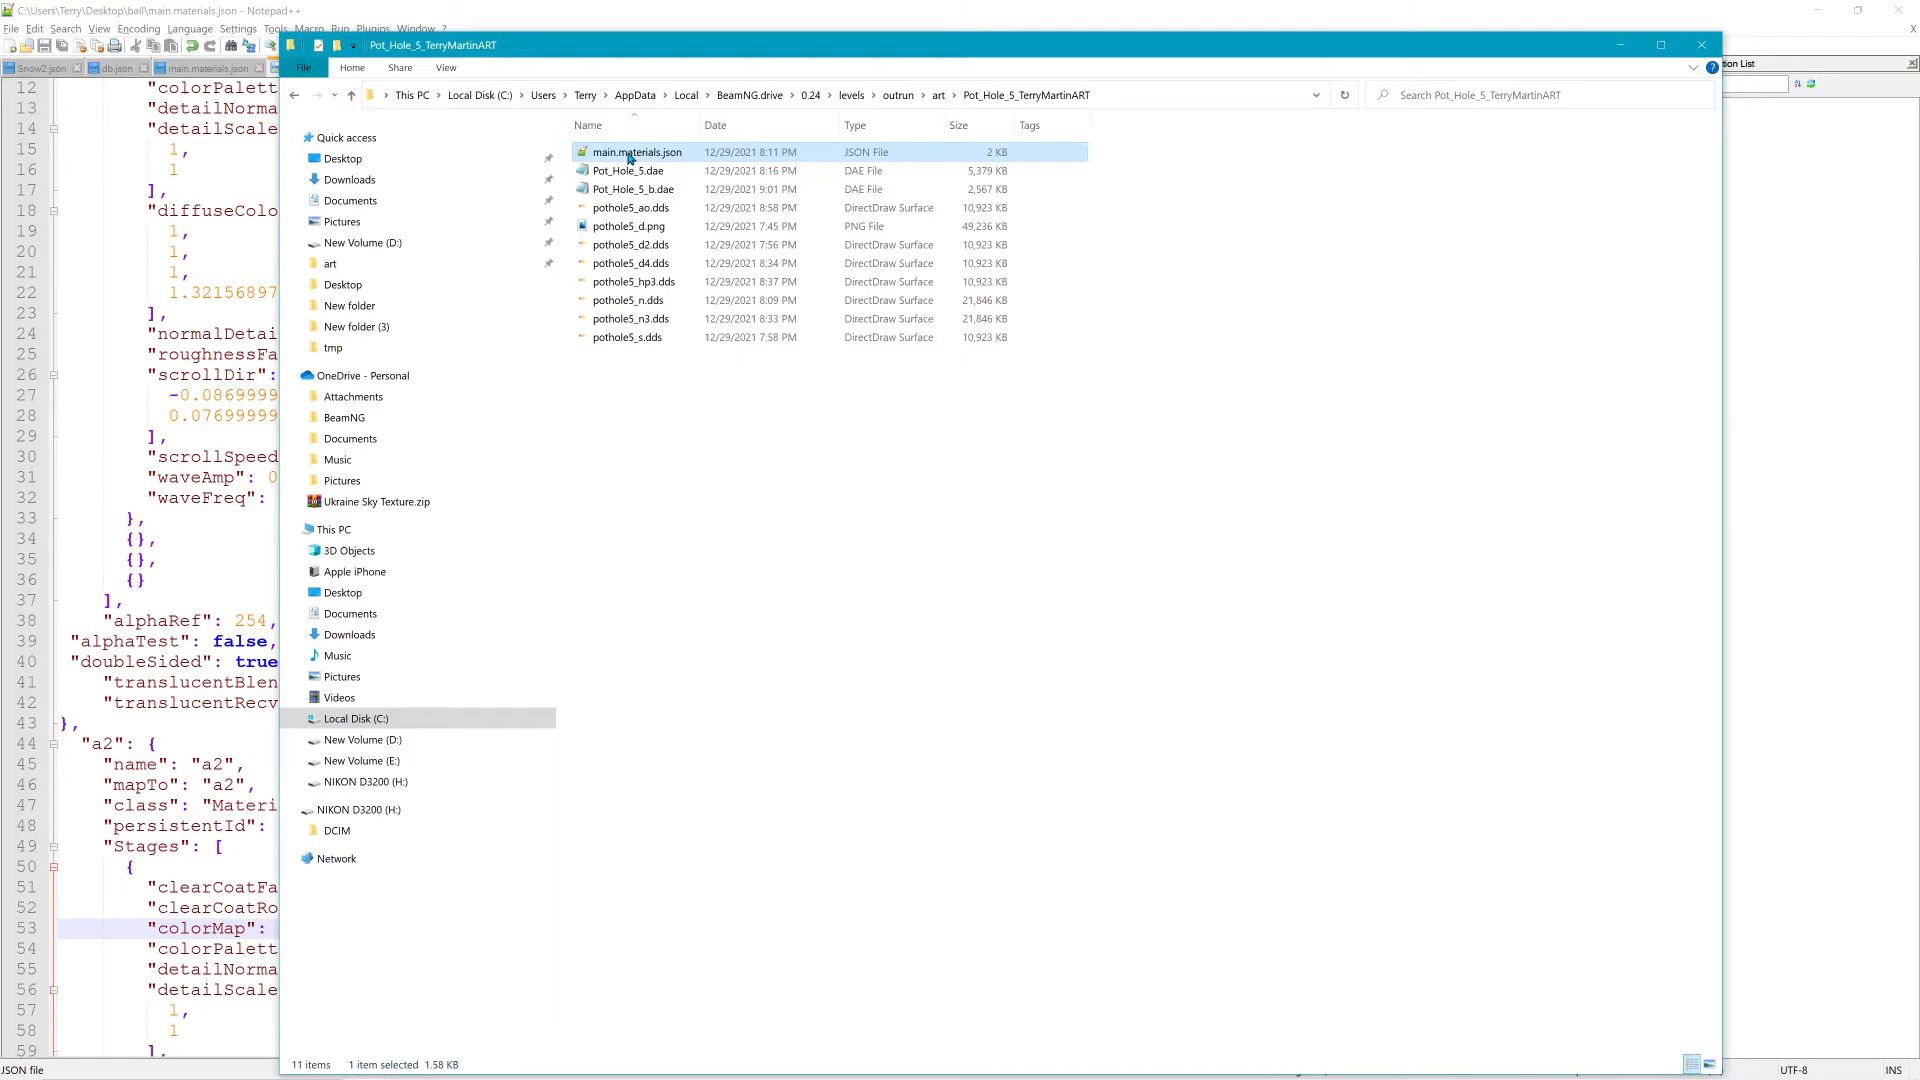 C:\Users\Terry\Desktop\ball\main.materials.json - Notepad++
File Edit Search View Encoding Language Settings Tools Macro Run Plugins Window ? X
Snow2.json db.json main.materials.json
Pot_Hole_5_TerryMartinART
tion List
File Home Share View
This PC Local Disk (C:) Users Terry AppData Local BeamNG.drive 0.24 levels outrun art Pot_Hole_5_TerryMartinART
Search Pot_Hole_5_TerryMartinART
Name Date Type Size Tags
main.materials.json 12/29/2021 8:11 PM JSON File 2 KB
Pot_Hole_5.dae 12/29/2021 8:16 PM DAE File 5,379 KB
Pot_Hole_5_b.dae 12/29/2021 9:01 PM DAE File 2,567 KB
pothole5_ao.dds 12/29/2021 8:58 PM DirectDraw Surface 10,923 KB
pothole5_d.png 12/29/2021 7:45 PM PNG File 49,236 KB
pothole5_d2.dds 12/29/2021 7:56 PM DirectDraw Surface 10,923 KB
pothole5_d4.dds 12/29/2021 8:34 PM DirectDraw Surface 10,923 KB
pothole5_hp3.dds 12/29/2021 8:37 PM DirectDraw Surface 10,923 KB
pothole5_n.dds 12/29/2021 8:09 PM DirectDraw Surface 21,846 KB
pothole5_n3.dds 12/29/2021 8:33 PM DirectDraw Surface 21,846 KB
pothole5_s.dds 12/29/2021 7:58 PM DirectDraw Surface 10,923 KB
Quick access
Desktop
Downloads
Documents
Pictures
New Volume (D:)
art
Desktop
New folder
New folder (3)
tmp
OneDrive - Personal
Attachments
BeamNG
Documents
Music
Pictures
Ukraine Sky Texture.zip
This PC
3D Objects
Apple iPhone
Desktop
Documents
Downloads
Music
Pictures
Videos
Local Disk (C:)
New Volume (D:)
New Volume (E:)
NIKON D3200 (H:)
NIKON D3200 (H:)
DCIM
Network
11 items 1 item selected 1.58 KB
12 "colorPalett
13 "detailNorma
14 "detailScale
15 1,
16 1
17 ],
18 "diffuseColo
19 1,
20 1,
21 1,
22 1.32156897
23 ],
24 "normalDetai
25 "roughnessFa
26 "scrollDir":
27 -0.0869999
28 0.07699999
29 ],
30 "scrollSpeed
31 "waveAmp": 0
32 "waveFreq":
33 },
34 {},
35 {},
36 {}
37 ],
38 "alphaRef": 254,
39 "alphaTest": false,
40 "doubleSided": true
41 "translucentBlen
42 "translucentRecv
43 },
44 "a2": {
45 "name": "a2",
46 "mapTo": "a2",
47 "class": "Materi
48 "persistentId":
49 "Stages": [
50 {
51 "clearCoatFa
52 "clearCoatRo
53 "colorMap":
54 "colorPalett
55 "detailNorma
56 "detailScale
57 1,
58 1
59 ],
JSON file UTF-8 INS